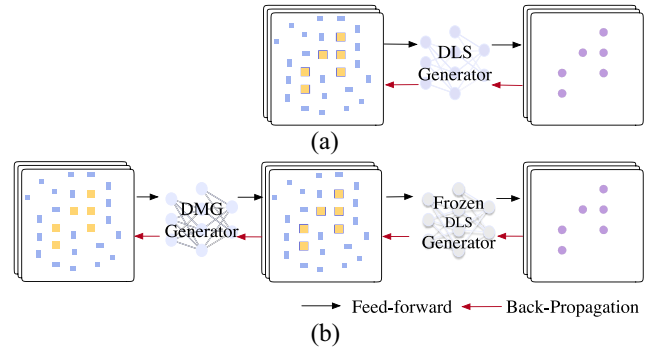 DLS
Generator
(a)
DMG
Generator
Frozen
DLS
Generator
Feed-forward
Back-Propagation
(b)